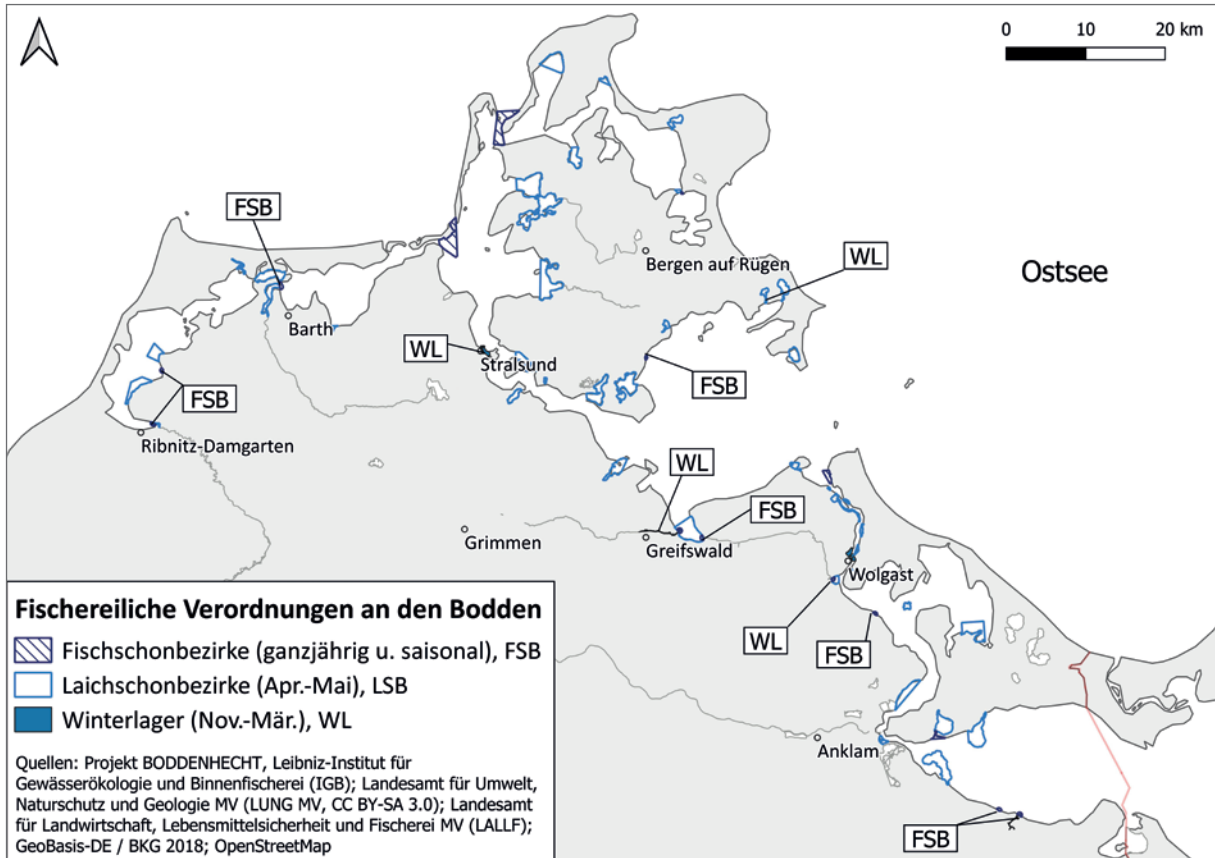 0 10 20 km
FSB
Bergen auf Rügen
WL
Ostsee
Barth
WL
Stralsund
FSB
FSB
Ribnitz-Damgarten
WL
FSB
Grimmen
Greifswald
Wolgast
WL
FSB
Anklam
FSB
Fischereiliche Verordnungen an den Bodden
Fischschonbezirke (ganzjährig u. saisonal), FSB
Laichschonbezirke (Apr.-Mai), LSB
Winterlager (Nov.-Mär.), WL
Quellen: Projekt BODDENHECHT, Leibniz-Institut für
Gewässerökologie und Binnenfischerei (IGB); Landesamt für Umwelt,
Naturschutz und Geologie MV (LUNG MV, CC BY-SA 3.0); Landesamt
für Landwirtschaft, Lebensmittelsicherheit und Fischerei MV (LALLF);
GeoBasis-DE / BKG 2018; OpenStreetMap